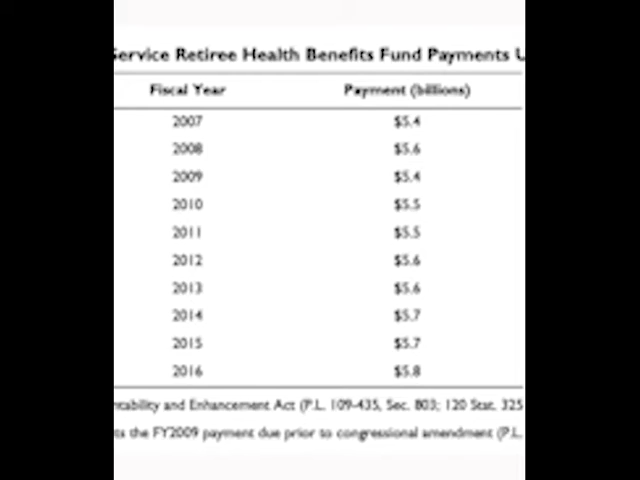 Service Retiree Health Benefits Fund Payments U
Fiscal Year Payment (billions)
2007 $5.4
2008 $5.6
2009 $5.4
2010 $5.5
2011 $5.5
2012 $5.6
2013 $5.6
2014 $5.7
2015 $5.7
2016 $5.8
ntability and Enhancement Act (P.L. 109-435, Sec. 803; 120 Stat. 325
ts the FY2009 payment due prior to congressional amendment (P.L.